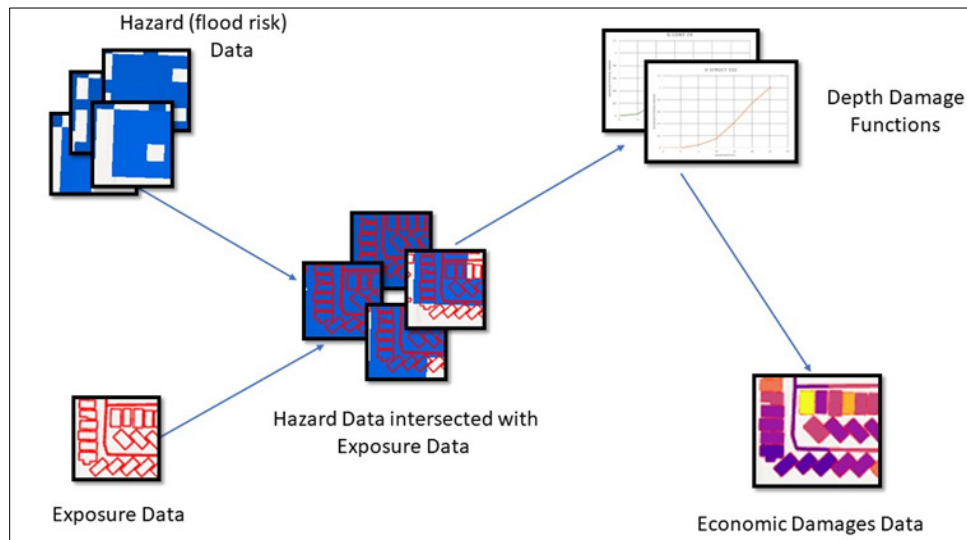 Hazard (flood risk)
Data
Depth Damage
Functions
Hazard Data intersected with
Exposure Data
Exposure Data
Economic Damages Data